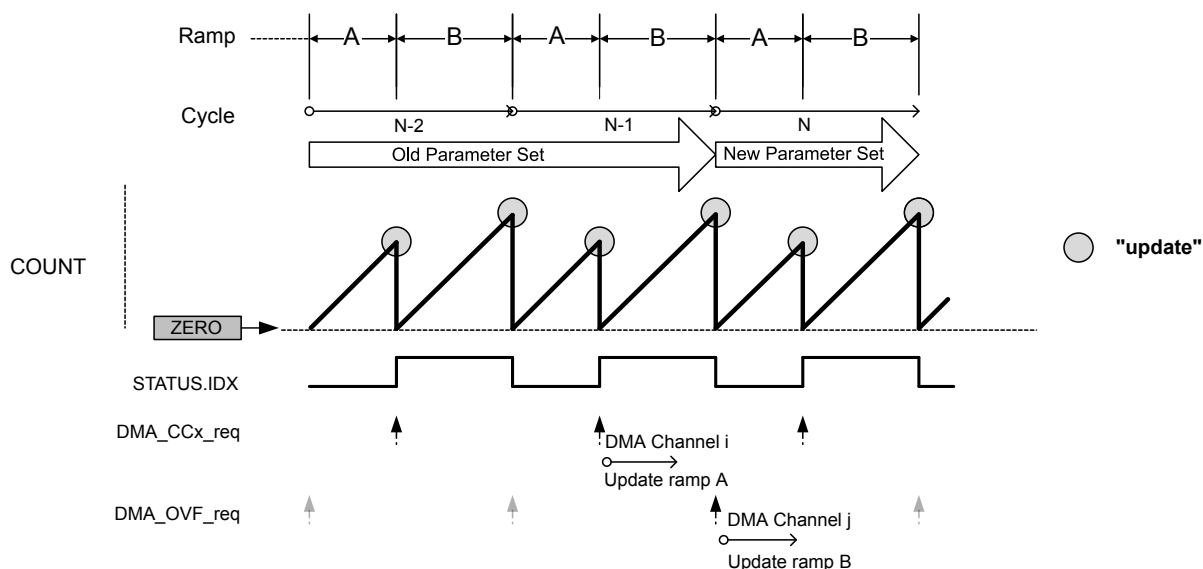 Ramp A B A B A B
Cycle
N-2 N-1 N
Old Parameter Set New Parameter Set
"update"
COUNT
ZERO
STATUS.IDX
DMA_CCx_req
DMA Channel i
Update ramp A
DMA_OVF_req
DMA Channel j
Update ramp B